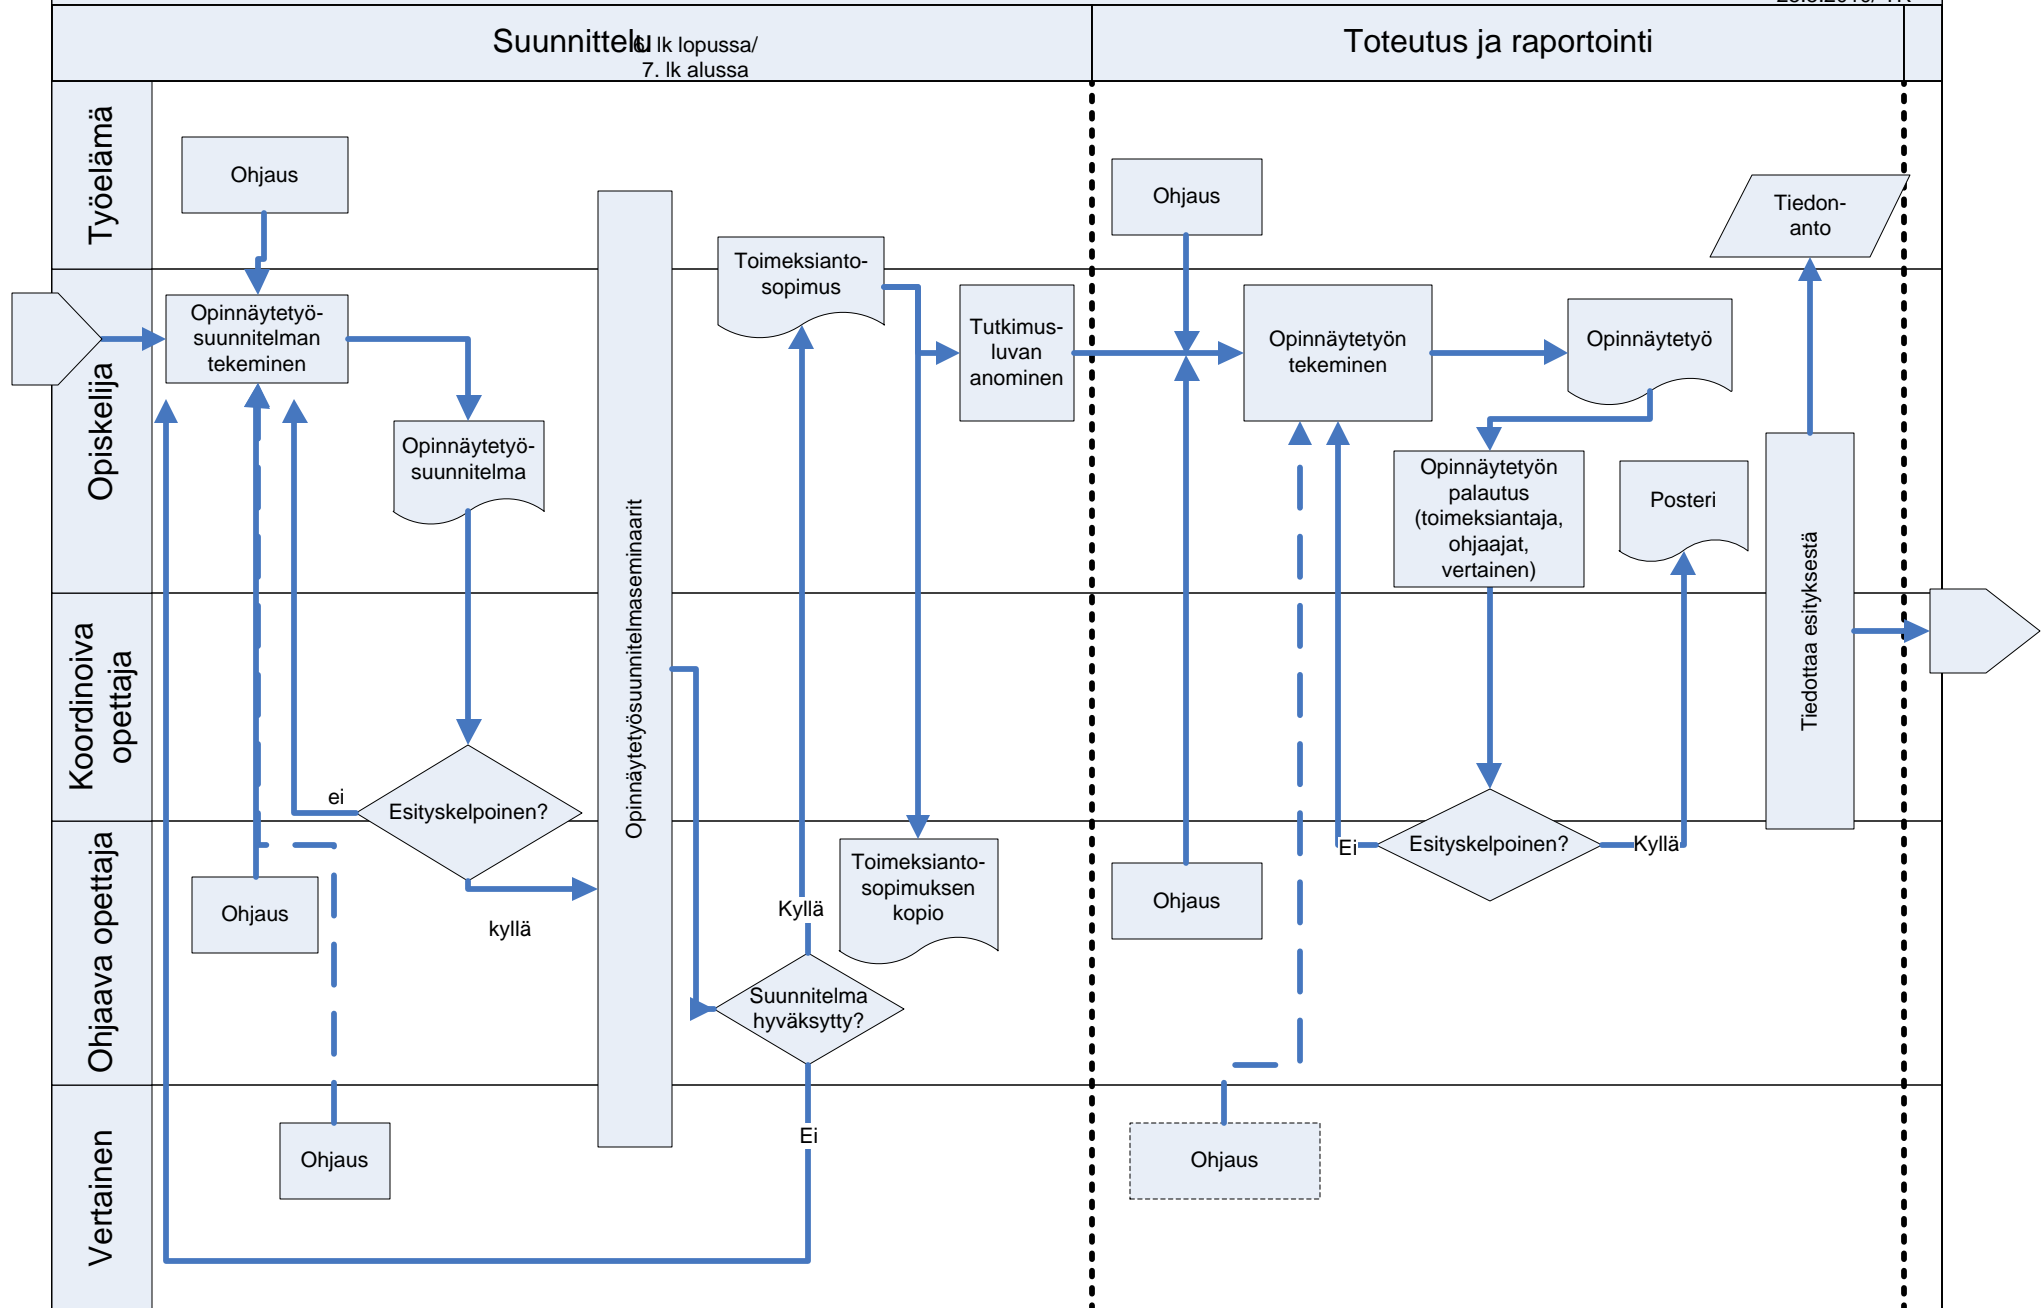 Suunnittelu
6. lk lopussa/
7. lk alussa
Toteutus ja raportointi
Työelämä
Ohjaus
Toimeksianto-
sopimus
Ohjaus
Tiedon-
anto
Opiskelija
Opinnäytetyö-
suunnitelman
tekeminen
Opinnäytetyö-
suunnitelma
Tutkimus-
luvan
anominen
Opinnäytetyön
tekeminen
Opinnäytetyö
Opinnäytetyön
palautus
(toimeksiantaja,
ohjaajat,
vertainen)
Posteri
Koordinoiva
opettaja
ei
Esityskelpoinen?
kyllä
Opinnäytetyösuunnitelmaseminaarit
Tiedottaa esityksestä
Ohjaava opettaja
Ohjaus
Kyllä
Toimeksianto-
sopimuksen
kopio
Suunnitelma
hyväksytty?
Ei
Ohjaus
Ei
Esityskelpoinen?
Kyllä
Vertainen
Ohjaus
Ohjaus